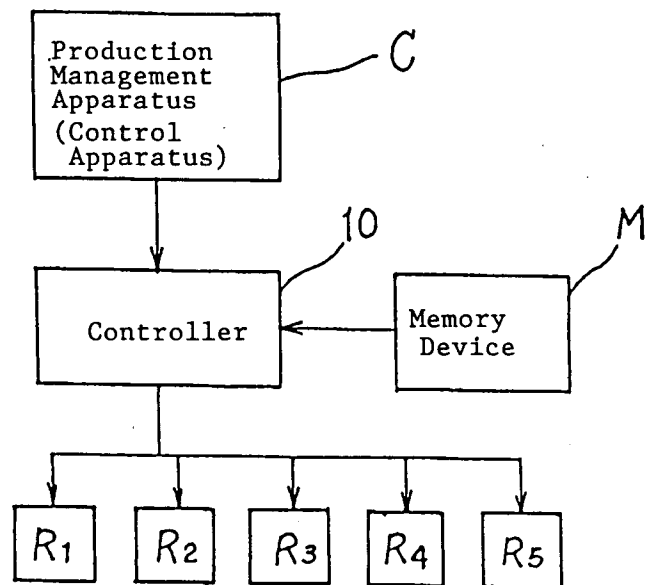 Production
Management
Apparatus
(Control
Apparatus)
C
10
M
Controller
Memory
Device
R1
R2
R3
R4
R5